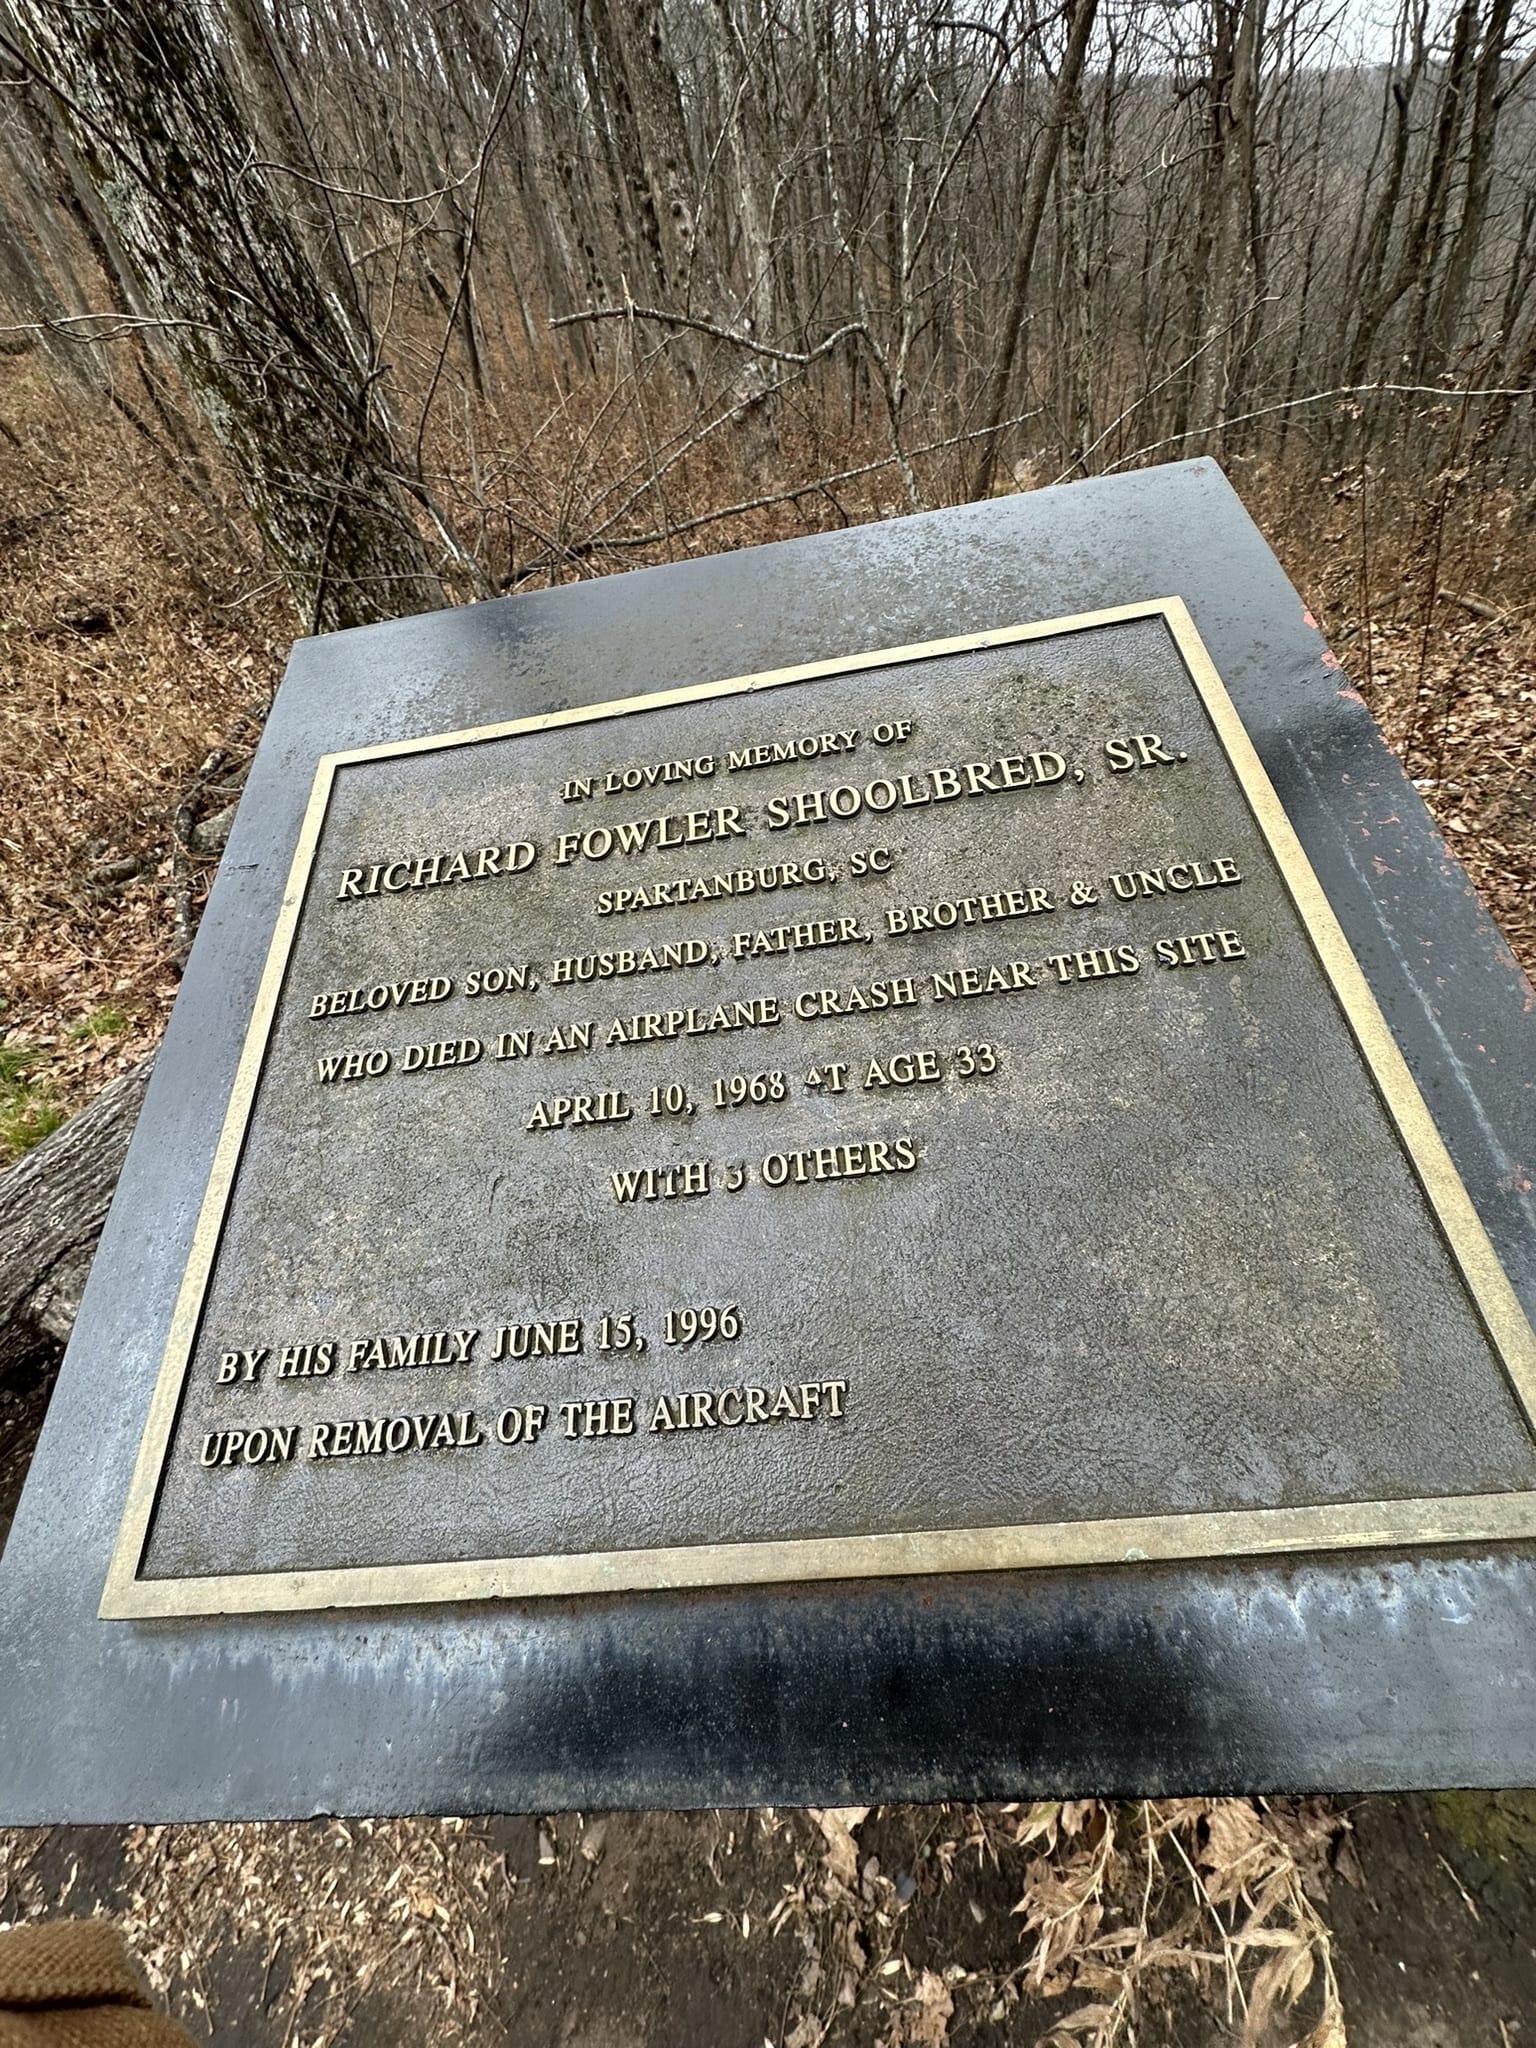 IN LOVING MEMORY OF
RICHARD FOWLER SHOOLBRED, SR.
SPARTANBURG, SC
BELOVED SON, HUSBAND, FATHER, BROTHER & UNCLE
WHO DIED IN AN AIRPLANE CRASH NEAR THIS SITE
APRIL 10, 1968 AT AGE 33
WITH 3 OTHERS
BY HIS FAMILY JUNE 15, 1996
UPON REMOVAL OF THE AIRCRAFT